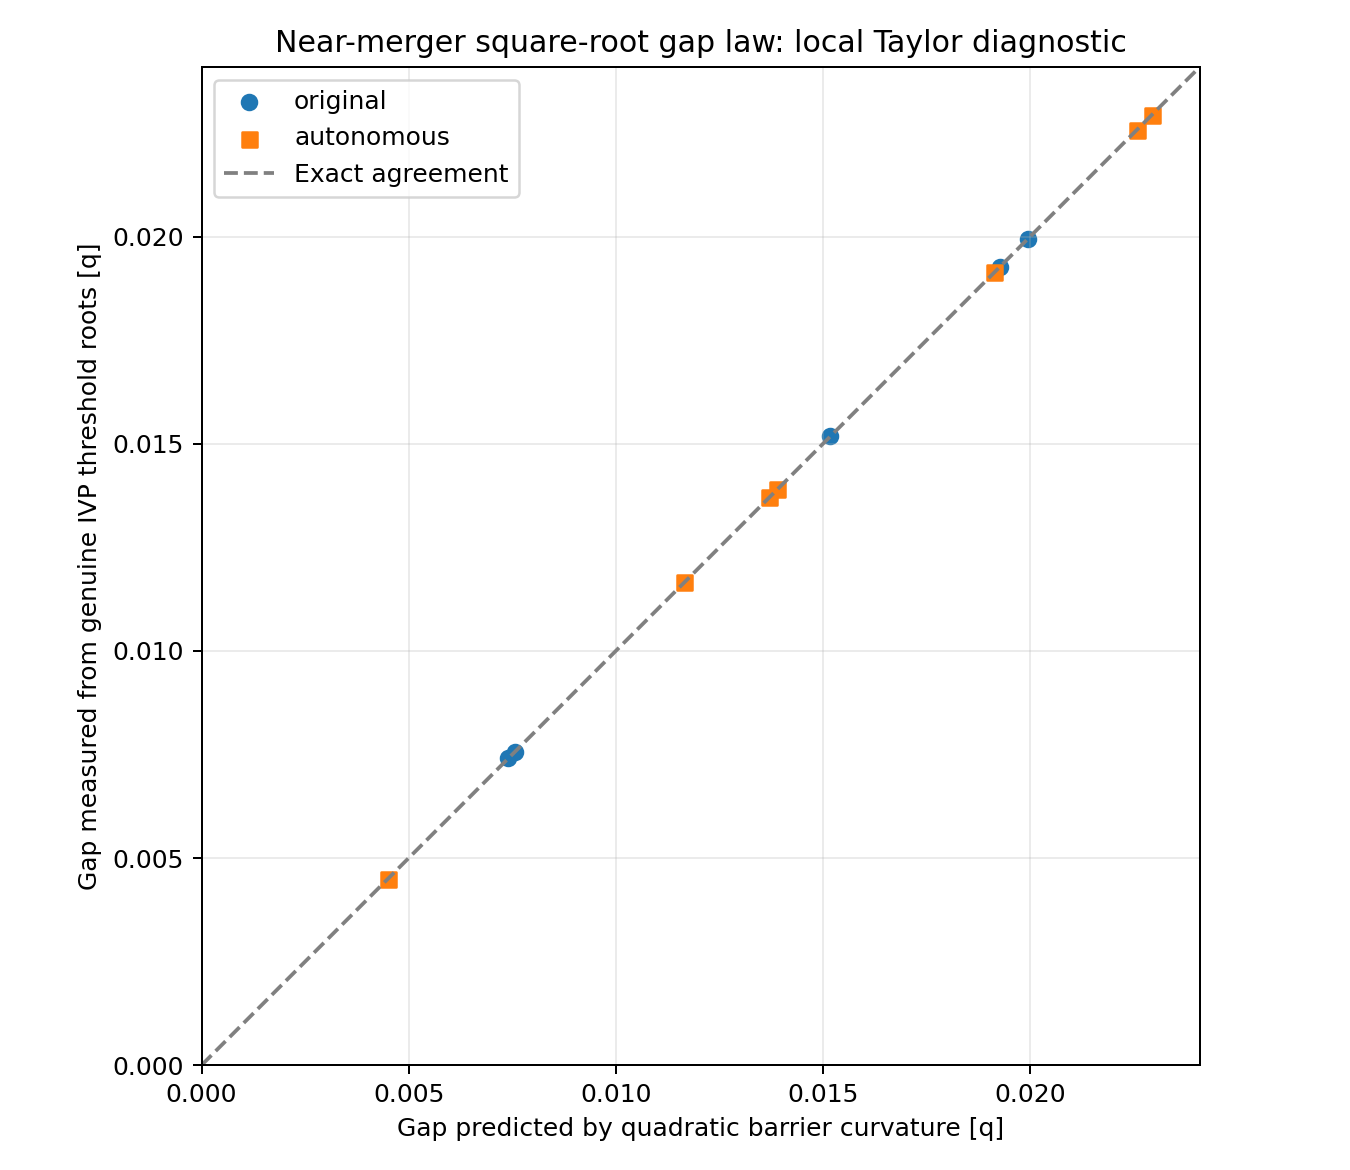 Near-merger square-root gap law: local Taylor diagnostic
original
autonomous
Exact agreement
Gap measured from genuine IVP threshold roots [q]
0.020
0.015
0.010
0.005
0.000
0.000 0.005 0.010 0.015 0.020
Gap predicted by quadratic barrier curvature [q]